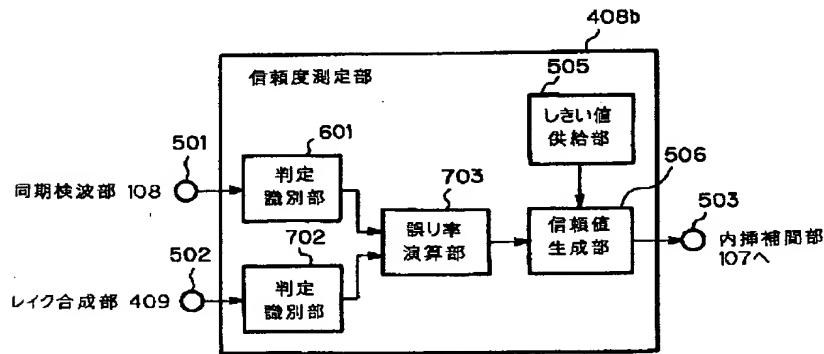 408b
信頼度測定部
505
しきい値
供給部
501
601
同期検波部 108
判定
識別部
703
506
誤り率
演算部
信頼値
生成部
503
内挿補間部
107へ
502
702
レイク合成部 409
判定
識別部